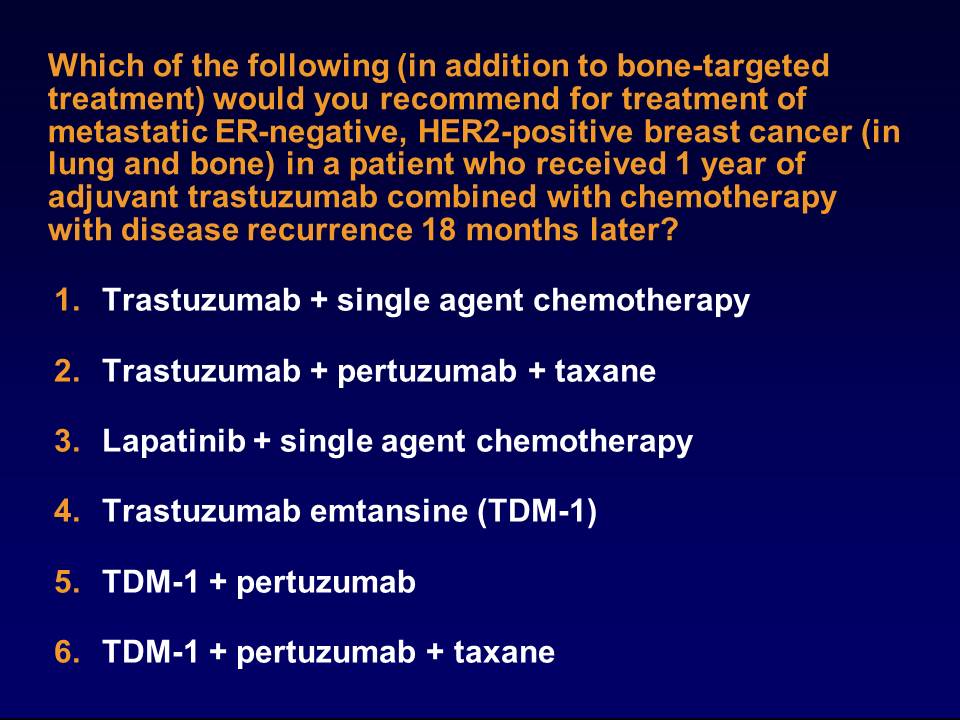 Which of the following (in addition to bone-targeted
treatment) would you recommend for treatment of
metastatic ER-negative, HER2-positive breast cancer (in
lung and bone) in a patient who received 1 year of
adjuvant trastuzumab combined with chemotherapy
with disease recurrence 18 months later?
1. Trastuzumab + single agent chemotherapy
2. Trastuzumab + pertuzumab + taxane
3. Lapatinib + single agent chemotherapy
4. Trastuzumab emtansine (TDM-1)
5. TDM-1 + pertuzumab
6. TDM-1 + pertuzumab + taxane